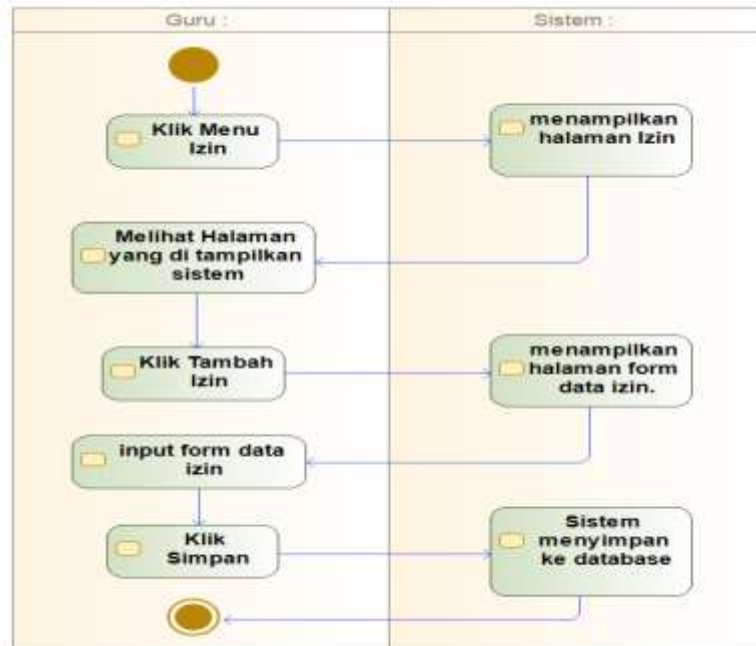 Guru :
Sistem :
Klik Menu
Izin
menampilkan
halaman Izin
Melihat Halaman
yang di tampilkan
sistem
Klik Tambah
Izin
menampilkan
halaman form
data izin.
input form data
izin
Klik
Simpan
Sistem
menyimpan
ke database